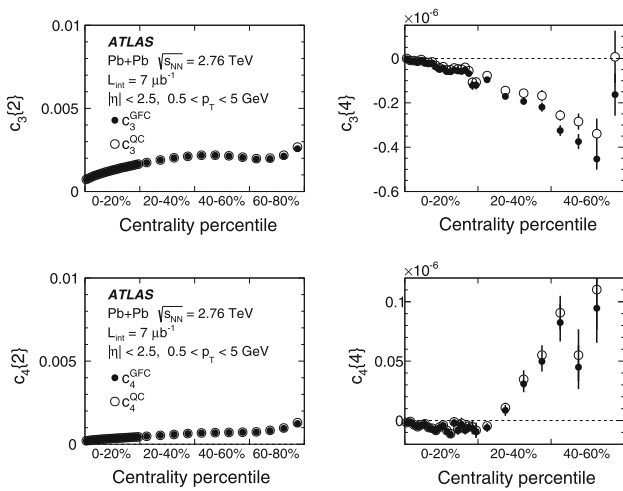 0.01
ATLAS
Pb+Pb √sNN = 2.76 TeV
Lint = 7 μb-1
|η| < 2.5, 0.5 < pT < 5 GeV
c3GFC
c3QC
0.005
0
c3{2}
0-20% 20-40% 40-60% 60-80%
Centrality percentile
×10-6
0
-0.2
-0.4
-0.6
c3{4}
0-20% 20-40% 40-60%
Centrality percentile
0.01
ATLAS
Pb+Pb √sNN = 2.76 TeV
Lint = 7 μb-1
|η| < 2.5, 0.5 < pT < 5 GeV
c4GFC
c4QC
0.005
0
c4{2}
0-20% 20-40% 40-60% 60-80%
Centrality percentile
×10-6
0.1
0.05
0
c4{4}
0-20% 20-40% 40-60%
Centrality percentile